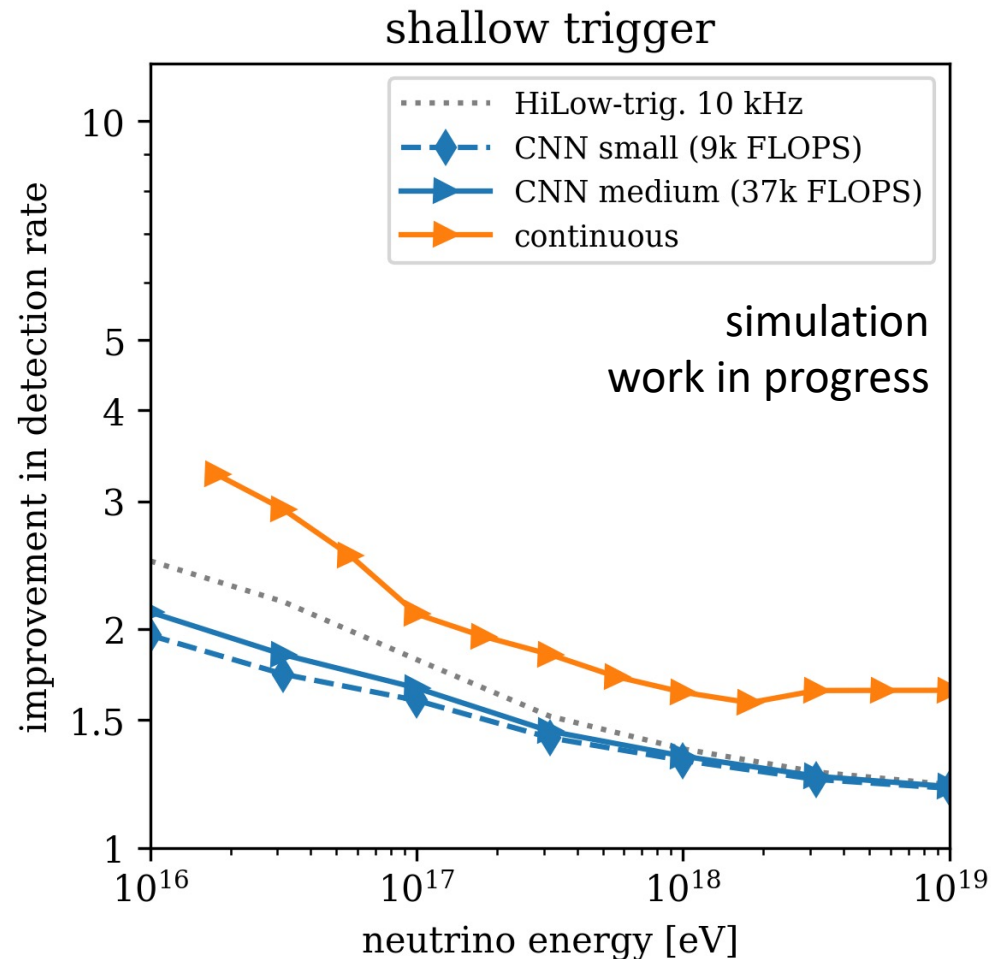 shallow trigger
HiLow-trig. 10 kHz
CNN small (9k FLOPS)
CNN medium (37k FLOPS)
continuous
simulation
work in progress
improvement in detection rate
10
5
4
3
2
1.5
1
10¹⁶ 10¹⁷ 10¹⁸ 10¹⁹
neutrino energy [eV]